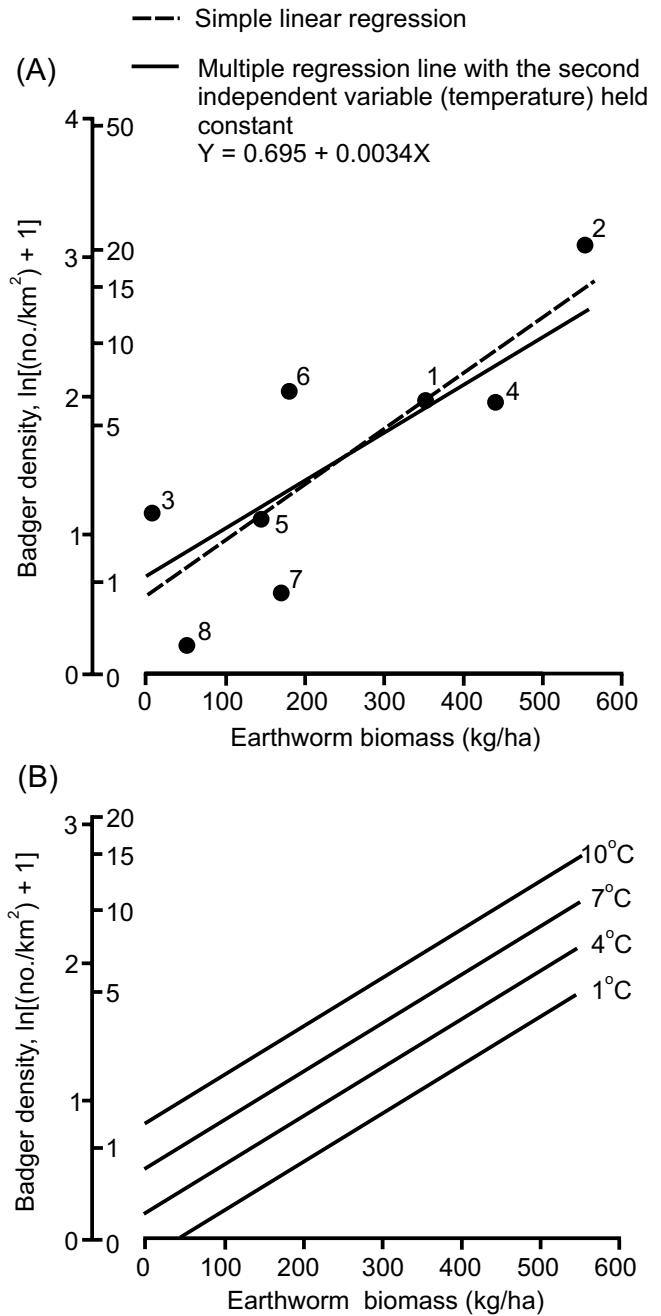 Simple linear regression
(A)
Multiple regression line with the second
independent variable (temperature) held
constant
Y = 0.695 + 0.0034X
Badger density, ln[(no./km²) + 1]
4
3
2
1
0
50
20
15
10
5
1
0
2
6
1
4
3
5
7
8
0 100 200 300 400 500 600
Earthworm biomass (kg/ha)
(B)
Badger density, ln[(no./km²) + 1]
3
2
1
0
20
15
10
5
1
0
10°C
7°C
4°C
1°C
0 100 200 300 400 500 600
Earthworm biomass (kg/ha)